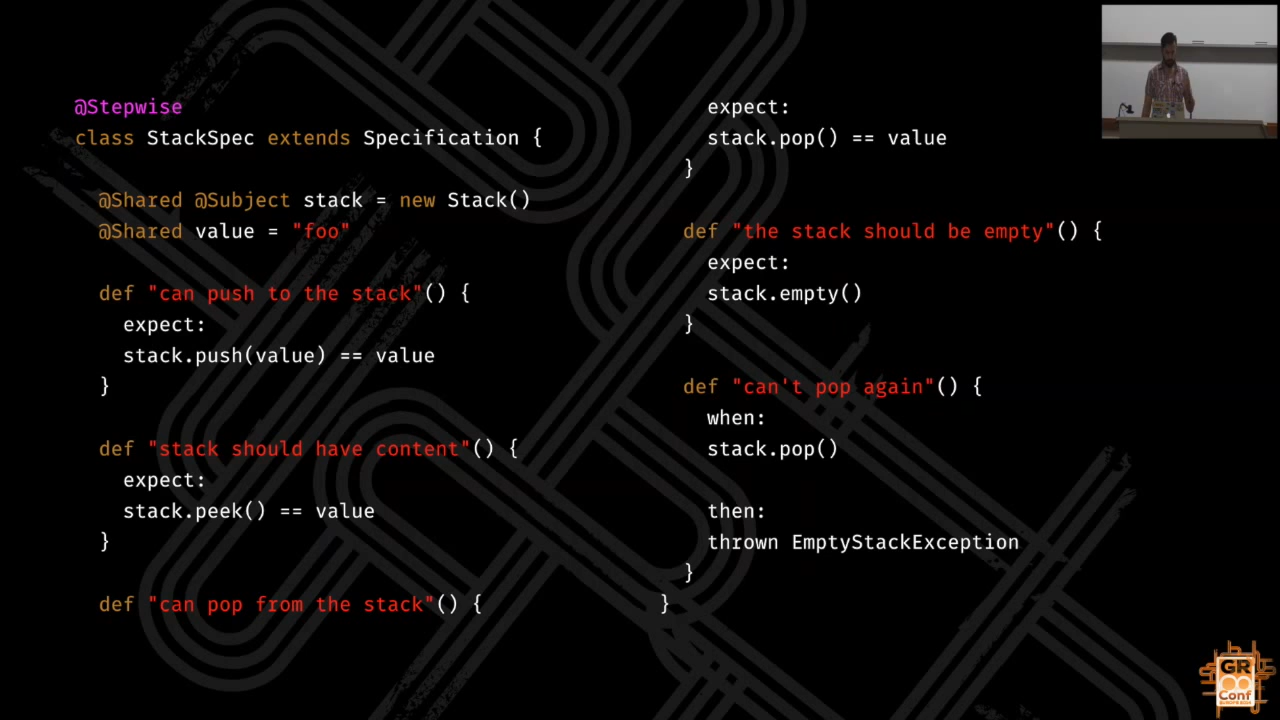 @Stepwise
class StackSpec extends Specification {
@Shared @Subject stack = new Stack()
@Shared value = "foo"
def "can push to the stack"() {
expect:
stack.push(value) == value
}
def "stack should have content"() {
expect:
stack.peek() == value
}
def "can pop from the stack"() {
expect:
stack.pop() == value
}
def "the stack should be empty"() {
expect:
stack.empty()
}
def "can't pop again"() {
when:
stack.pop()
then:
thrown EmptyStackException
}
}
GR
Conf